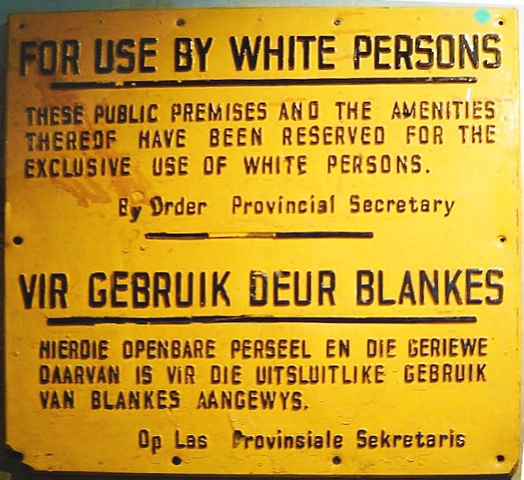 FOR USE BY WHITE PERSONS
THESE PUBLIC PREMISES AND THE AMENITIES
THEREOF HAVE BEEN RESERVED FOR THE
EXCLUSIVE USE OF WHITE PERSONS.
By Order Provincial Secretary
VIR GEBRUIK DEUR BLANKES
HIERDIE OPENBARE PERSEEL EN DIE GERIEWE
DAARVAN IS VIR DIE UITSLUITLIKE GEBRUIK
VAN BLANKES AANGEWYS.
Op Las Provinsiale Sekretaris